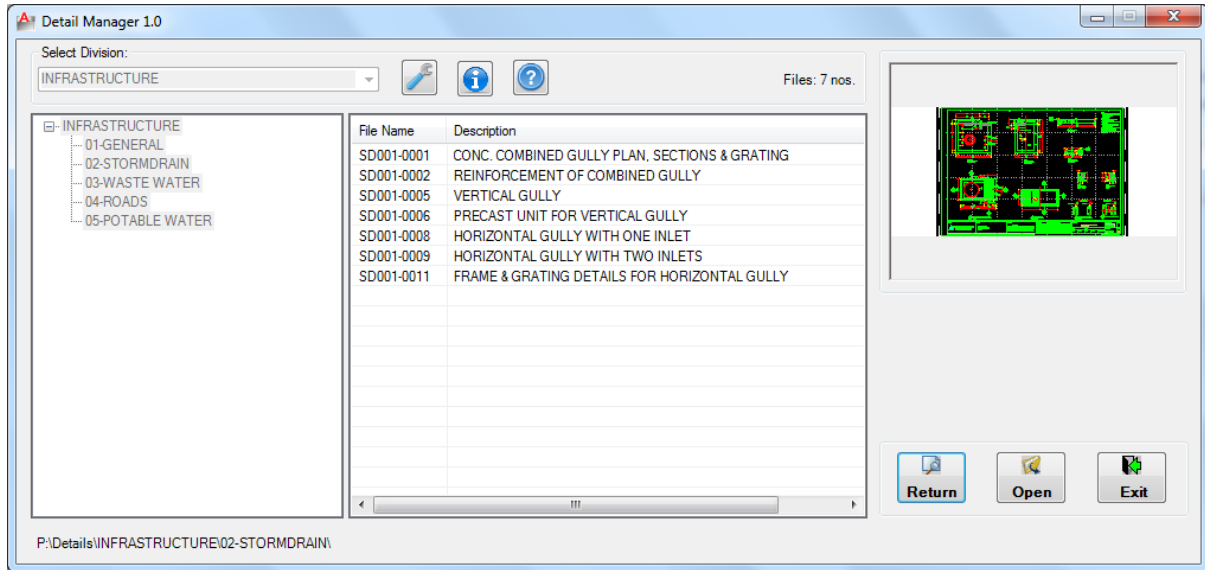 Detail Manager 1.0
Select Division:
INFRASTRUCTURE
Files: 7 nos.
INFRASTRUCTURE
01-GENERAL
02-STORMDRAIN
03-WASTE WATER
04-ROADS
05-POTABLE WATER
File Name Description
SD001-0001 CONC. COMBINED GULLY PLAN, SECTIONS & GRATING
SD001-0002 REINFORCEMENT OF COMBINED GULLY
SD001-0005 VERTICAL GULLY
SD001-0006 PRECAST UNIT FOR VERTICAL GULLY
SD001-0008 HORIZONTAL GULLY WITH ONE INLET
SD001-0009 HORIZONTAL GULLY WITH TWO INLETS
SD001-0011 FRAME & GRATING DETAILS FOR HORIZONTAL GULLY
Return Open Exit
P:\Details\INFRASTRUCTURE\02-STORMDRAIN\